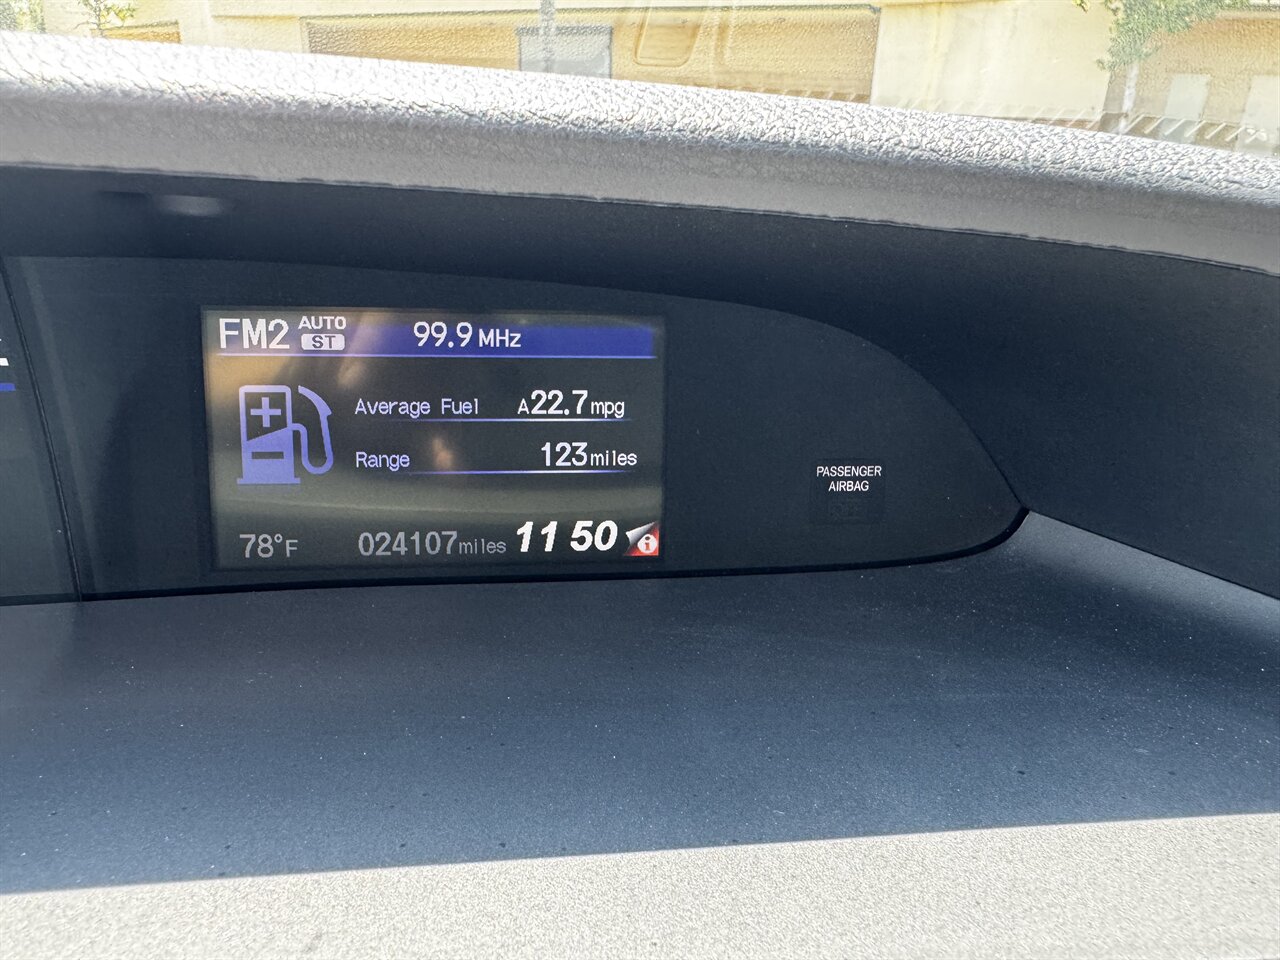 FM2 AUTO ST 99.9 MHz
Average Fuel A22.7 mpg
Range 123 miles
78°F 024107 miles 11 50 i
PASSENGER
AIRBAG